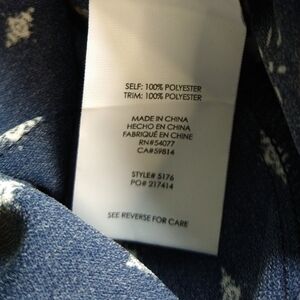 SELF: 100% POLYESTER
TRIM: 100% POLYESTER
MADE IN CHINA
HECHO EN CHINA
FABRIQUÉ EN CHINE
RN#54077
CA#59814
STYLE# 5176
PO# 217414
SEE REVERSE FOR CARE